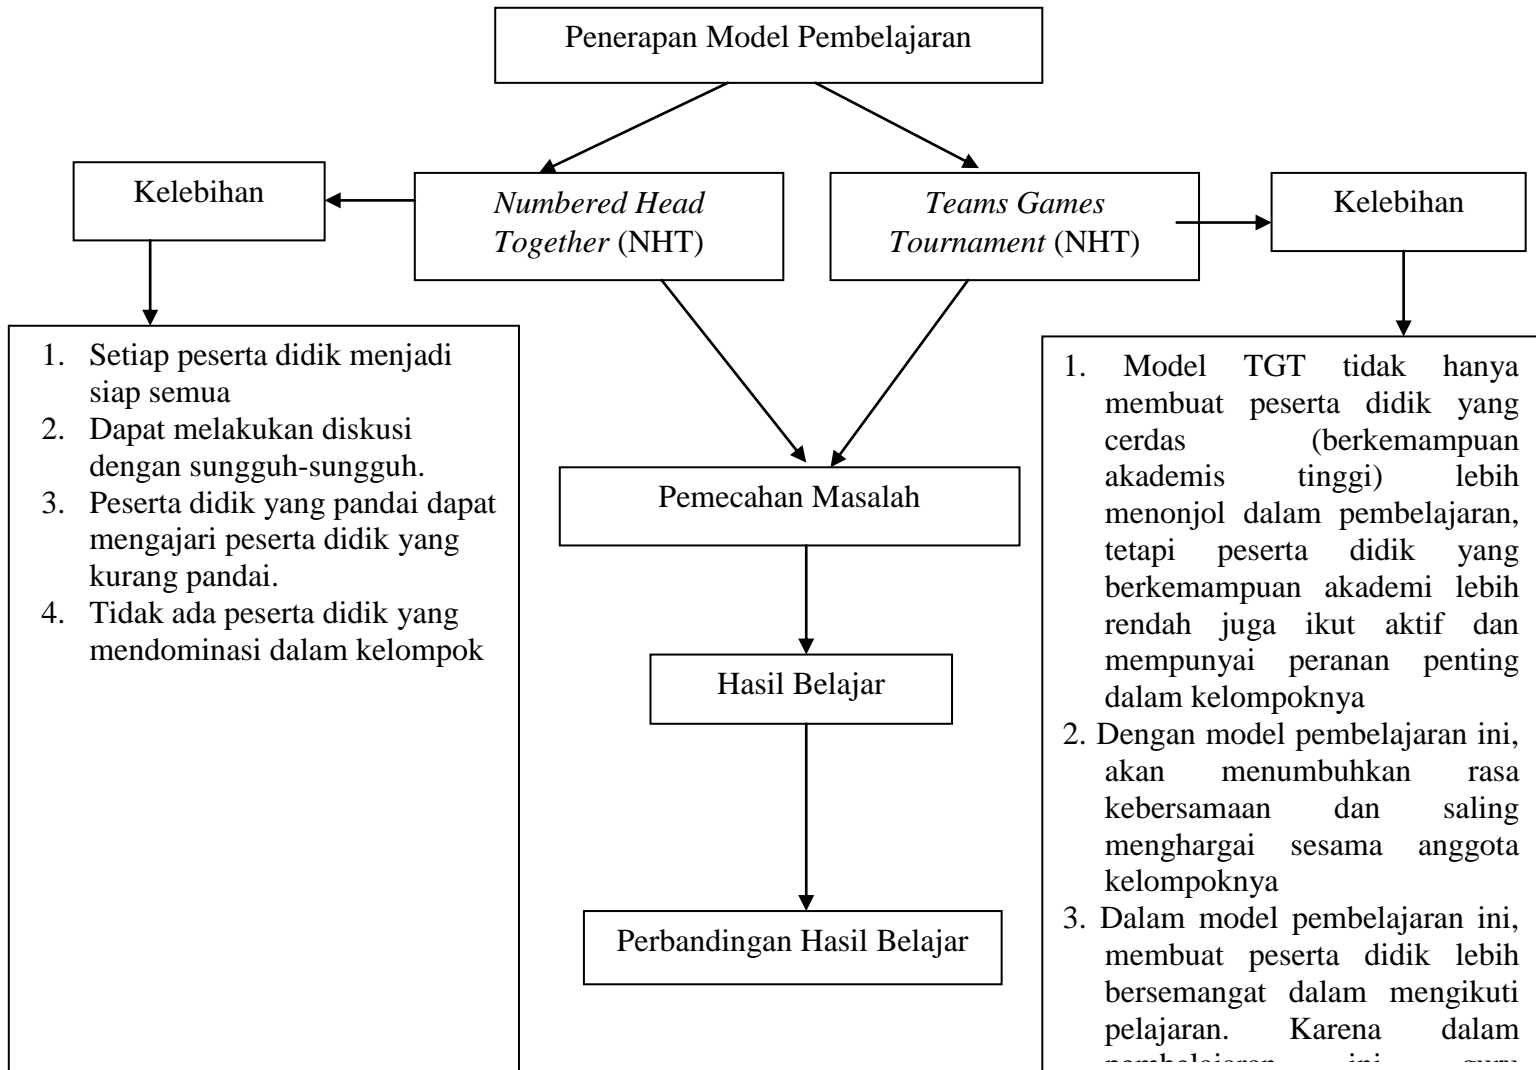 Penerapan Model Pembelajaran
Kelebihan
Numbered Head
Together (NHT)
Teams Games
Tournament (NHT)
Kelebihan
1. Setiap peserta didik menjadi
siap semua
2. Dapat melakukan diskusi
dengan sungguh-sungguh.
3. Peserta didik yang pandai dapat
mengajari peserta didik yang
kurang pandai.
4. Tidak ada peserta didik yang
mendominasi dalam kelompok
Pemecahan Masalah
Hasil Belajar
Perbandingan Hasil Belajar
1. Model TGT tidak hanya
membuat peserta didik yang
cerdas (berkemampuan
akademis tinggi) lebih
menonjol dalam pembelajaran,
tetapi peserta didik yang
berkemampuan akademi lebih
rendah juga ikut aktif dan
mempunyai peranan penting
dalam kelompoknya
2. Dengan model pembelajaran ini,
akan menumbuhkan rasa
kebersamaan dan saling
menghargai sesama anggota
kelompoknya
3. Dalam model pembelajaran ini,
membuat peserta didik lebih
bersemangat dalam mengikuti
pelajaran. Karena dalam
pembelajaran ini guru